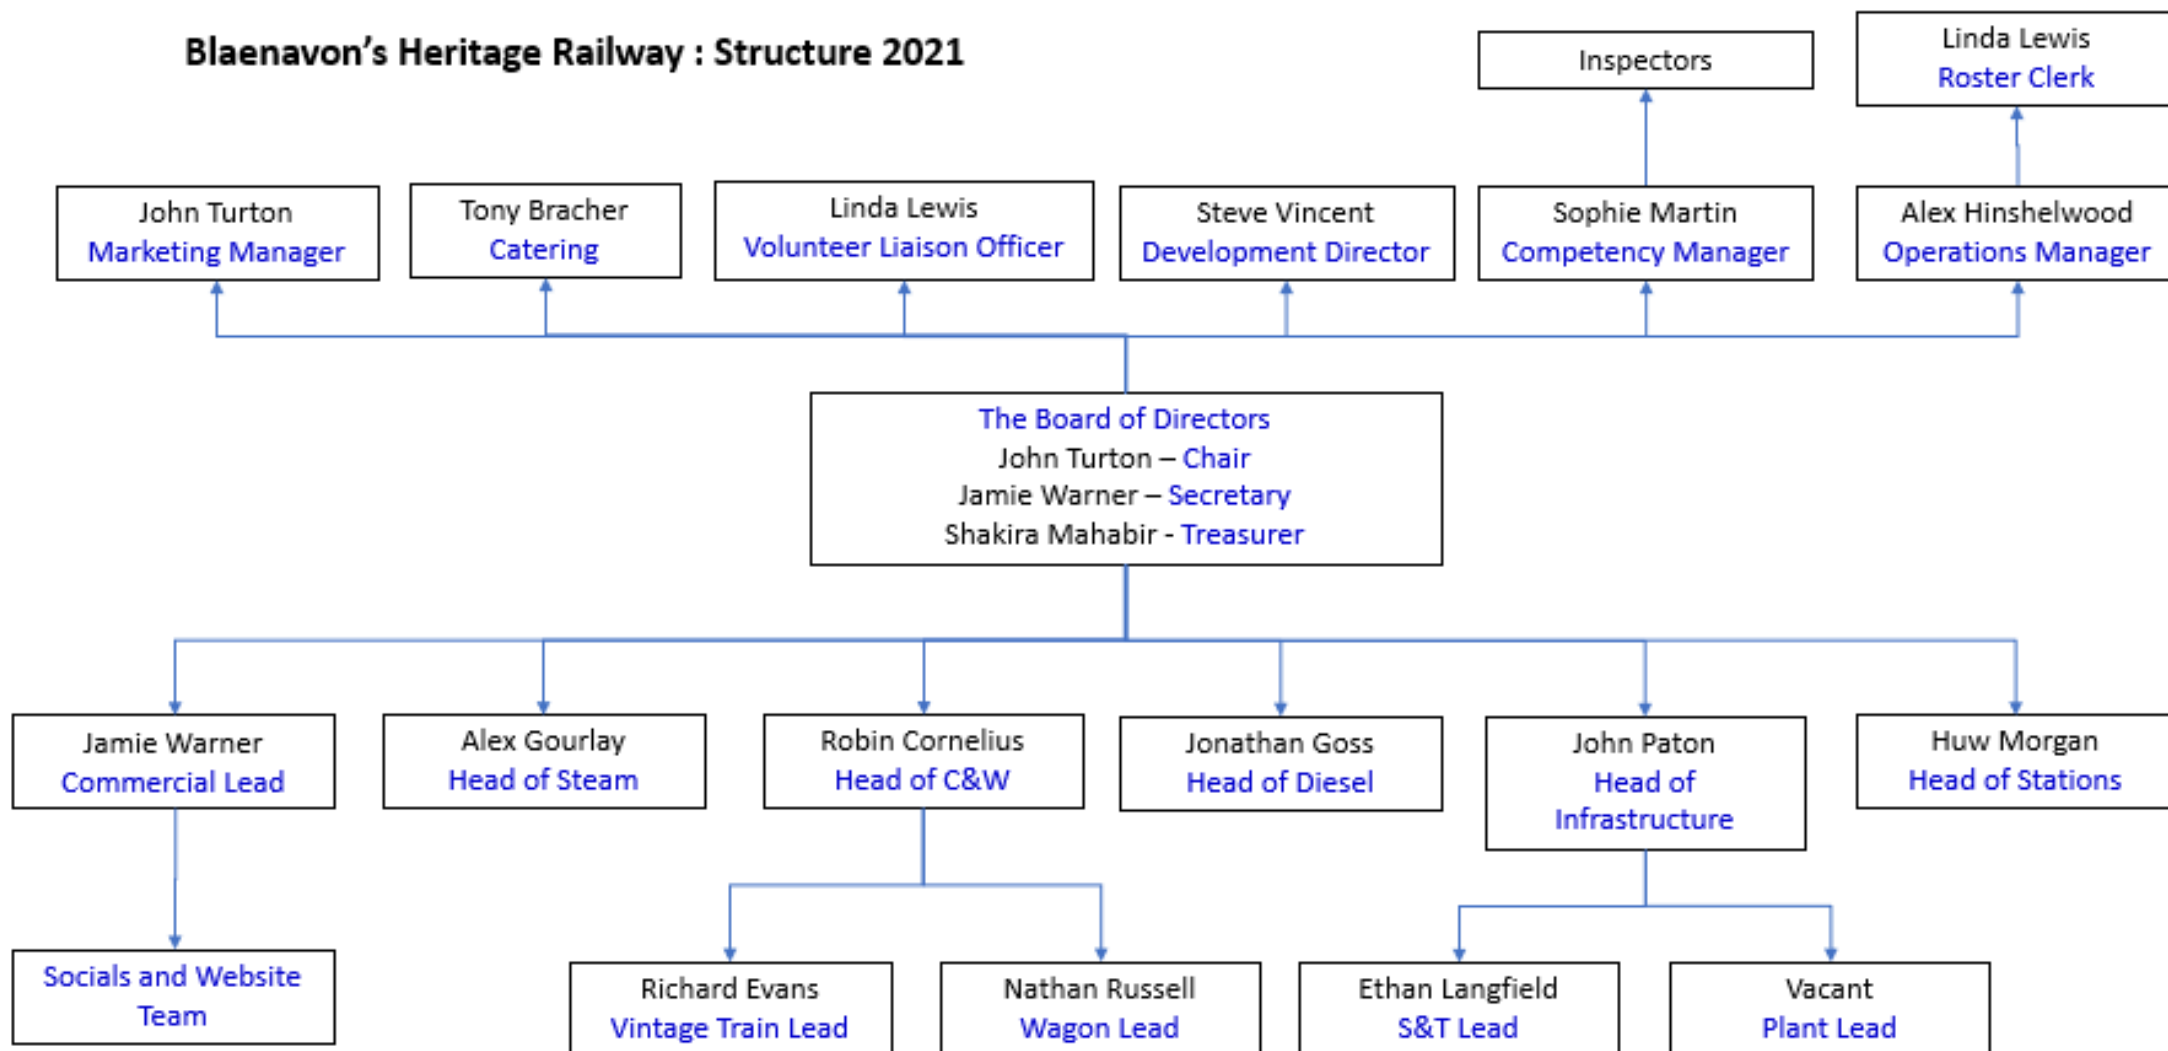 Blaenavon's Heritage Railway : Structure 2021
Inspectors
Linda Lewis
Roster Clerk
John Turton
Marketing Manager
Tony Bracher
Catering
Linda Lewis
Volunteer Liaison Officer
Steve Vincent
Development Director
Sophie Martin
Competency Manager
Alex Hinshelwood
Operations Manager
The Board of Directors
John Turton – Chair
Jamie Warner – Secretary
Shakira Mahabir - Treasurer
Jamie Warner
Commercial Lead
Alex Gourlay
Head of Steam
Robin Cornelius
Head of C&W
Jonathan Goss
Head of Diesel
John Paton
Head of
Infrastructure
Huw Morgan
Head of Stations
Socials and Website
Team
Richard Evans
Vintage Train Lead
Nathan Russell
Wagon Lead
Ethan Langfield
S&T Lead
Vacant
Plant Lead